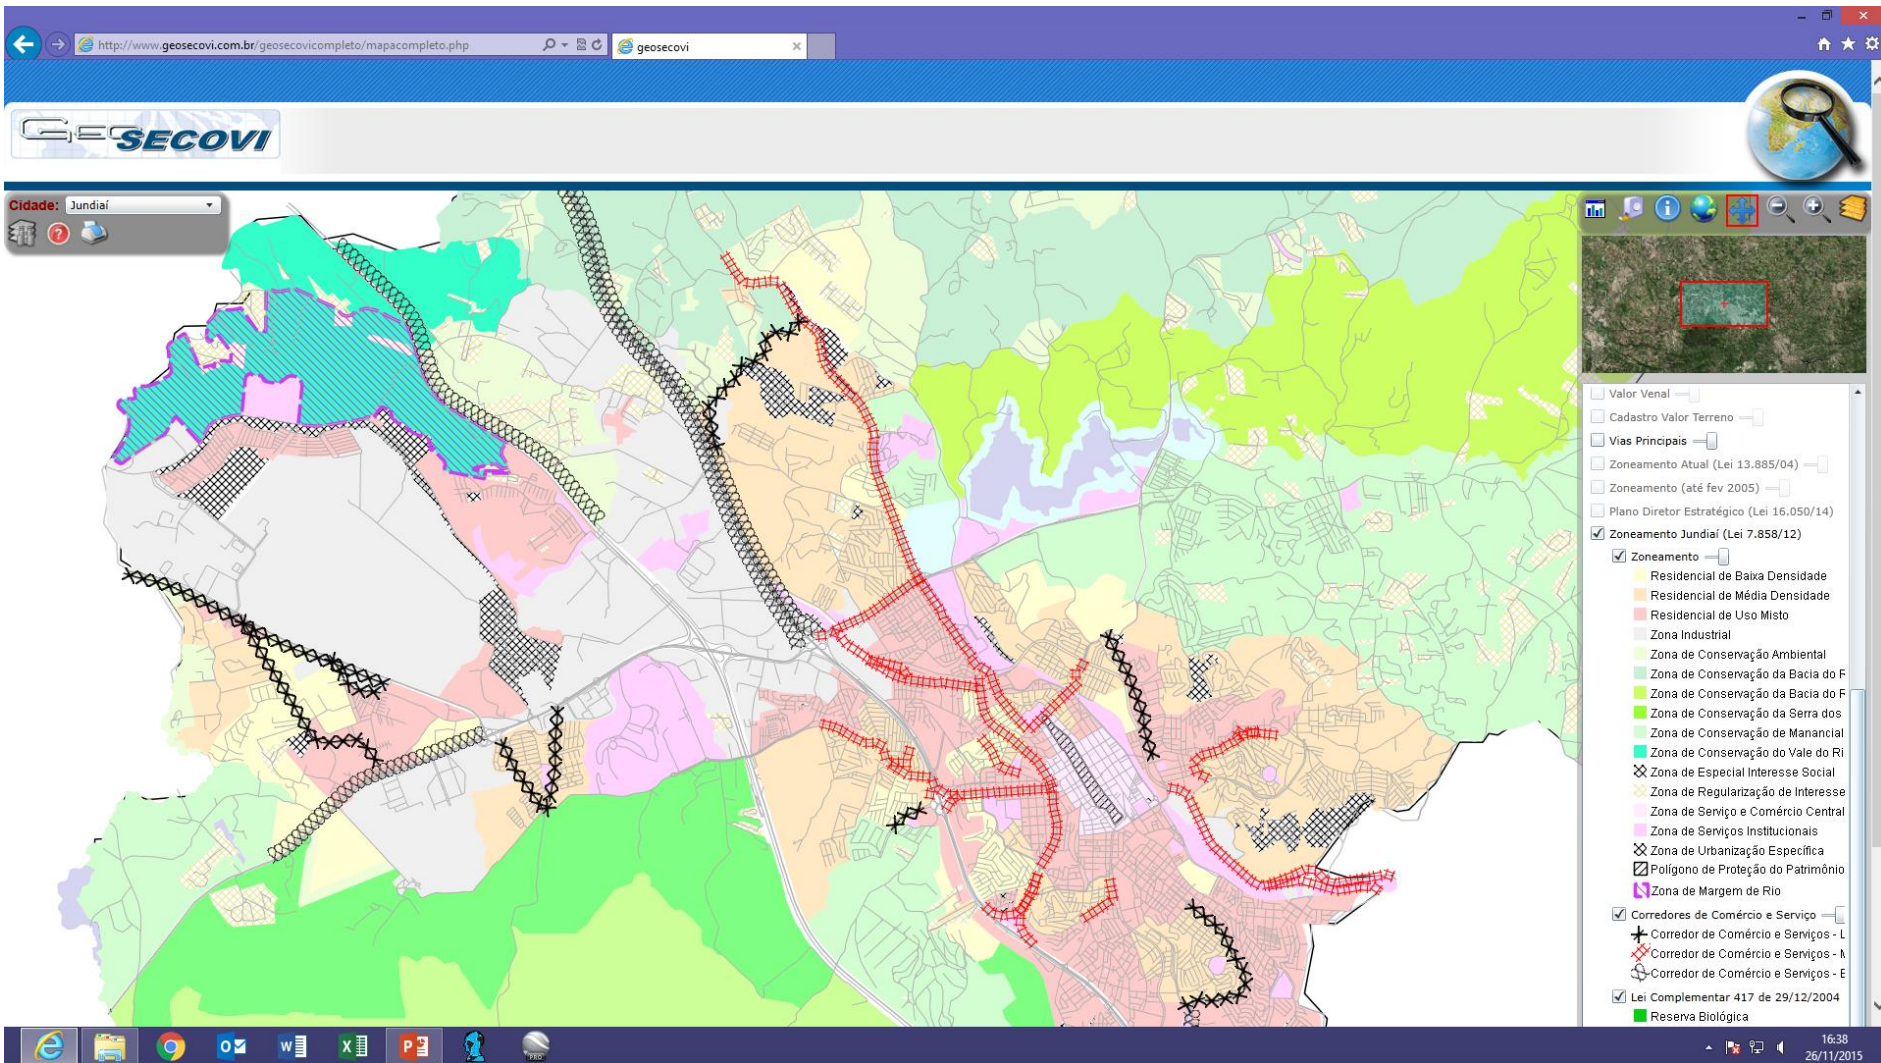 http://www.geosecovi.com.br/geosecovicompleto/mapacompleto.php
geosecovi
GEOSECOVI
Cidade: Jundiaí
Valor Venal
Cadastro Valor Terreno
Vias Principais
Zoneamento Atual (Lei 13.885/04)
Zoneamento (até fev 2005)
Plano Diretor Estratégico (Lei 16.050/14)
Zoneamento Jundiaí (Lei 7.858/12)
Zoneamento
Residencial de Baixa Densidade
Residencial de Média Densidade
Residencial de Uso Misto
Zona Industrial
Zona de Conservação Ambiental
Zona de Conservação da Bacia do R
Zona de Conservação da Bacia do R
Zona de Conservação da Serra dos
Zona de Conservação de Manancial
Zona de Conservação do Vale do Ri
Zona de Especial Interesse Social
Zona de Regularização de Interesse
Zona de Serviço e Comércio Central
Zona de Serviços Institucionais
Zona de Urbanização Específica
Polígono de Proteção do Patrimônio
Zona de Margem de Rio
Corredores de Comércio e Serviço
Corredor de Comércio e Serviços - L
Corredor de Comércio e Serviços - M
Corredor de Comércio e Serviços - E
Lei Complementar 417 de 29/12/2004
Reserva Biológica
PRO
16:38
26/11/2015